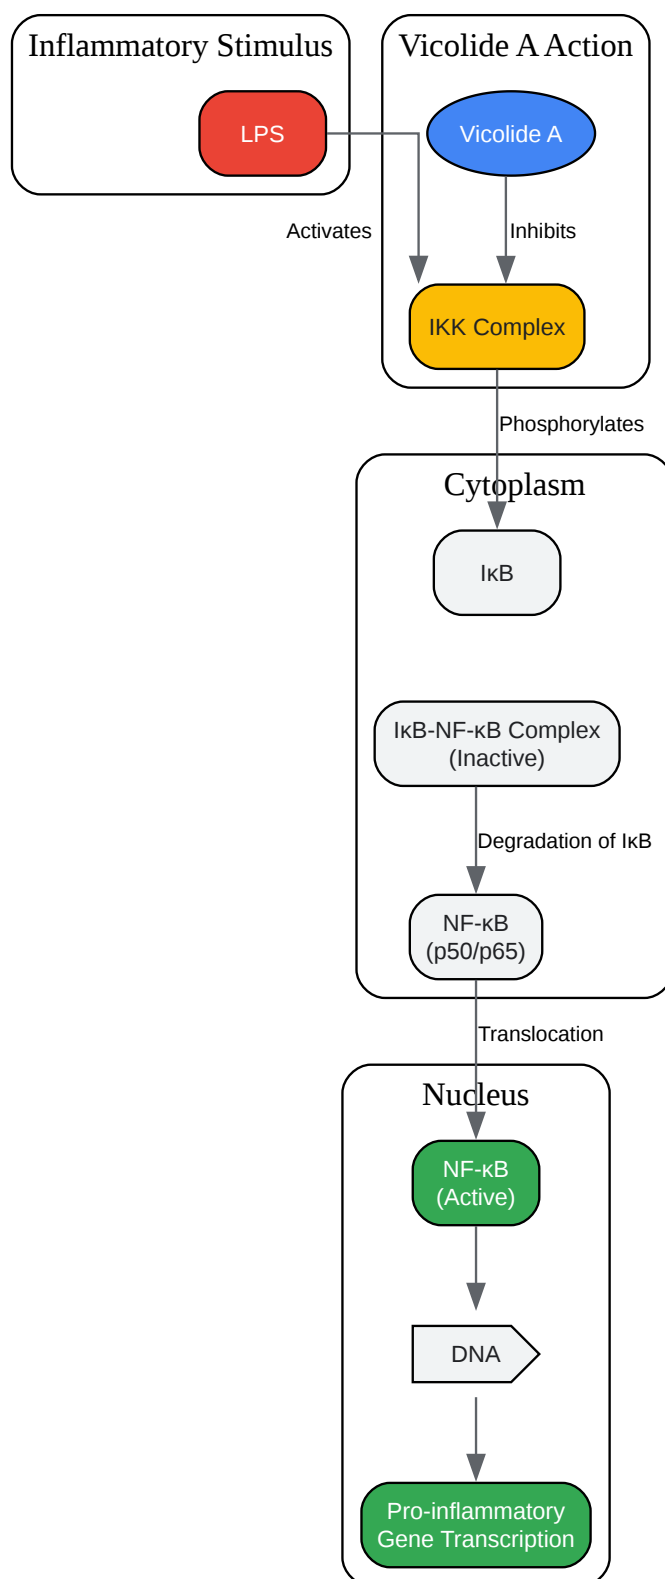 Inflammatory Stimulus
Vicolide A Action
LPS
Vicolide A
Activates
Inhibits
IKK Complex
Phosphorylates
Cytoplasm
IκB
IκB-NF-κB Complex
(Inactive)
Degradation of IκB
NF-κB
(p50/p65)
Translocation
Nucleus
NF-κB
(Active)
DNA
Pro-inflammatory
Gene Transcription